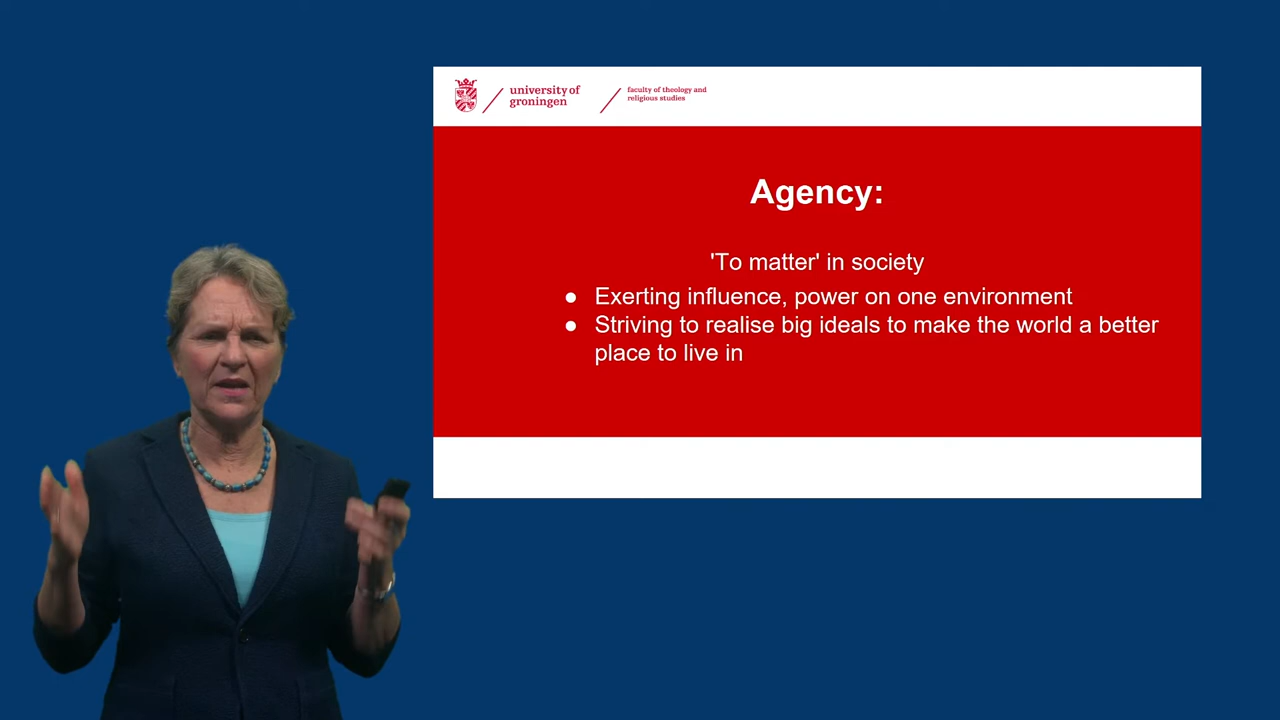 university of
groningen
faculty of theology and
religious studies
Agency:
'To matter' in society
● Exerting influence, power on one environment
● Striving to realise big ideals to make the world a better
place to live in